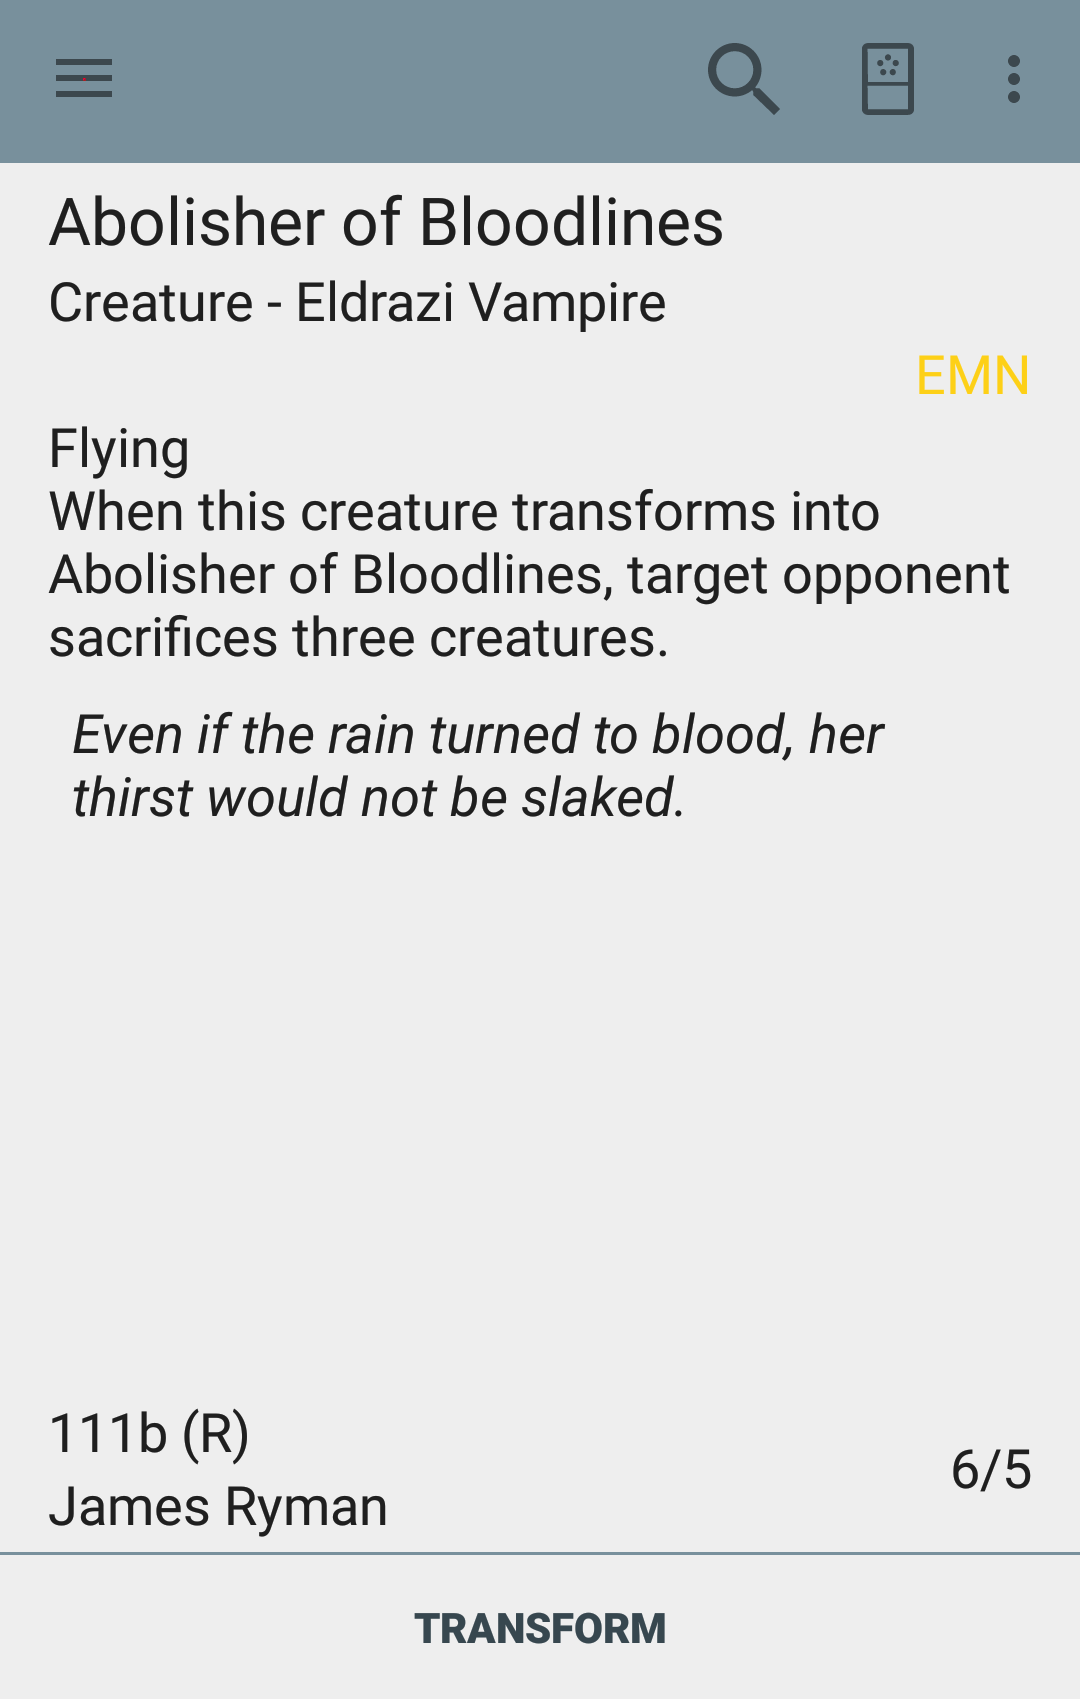 Abolisher of Bloodlines
Creature - Eldrazi Vampire
EMN
Flying
When this creature transforms into
Abolisher of Bloodlines, target opponent
sacrifices three creatures.
Even if the rain turned to blood, her
thirst would not be slaked.
111b (R)
6/5
James Ryman
TRANSFORM